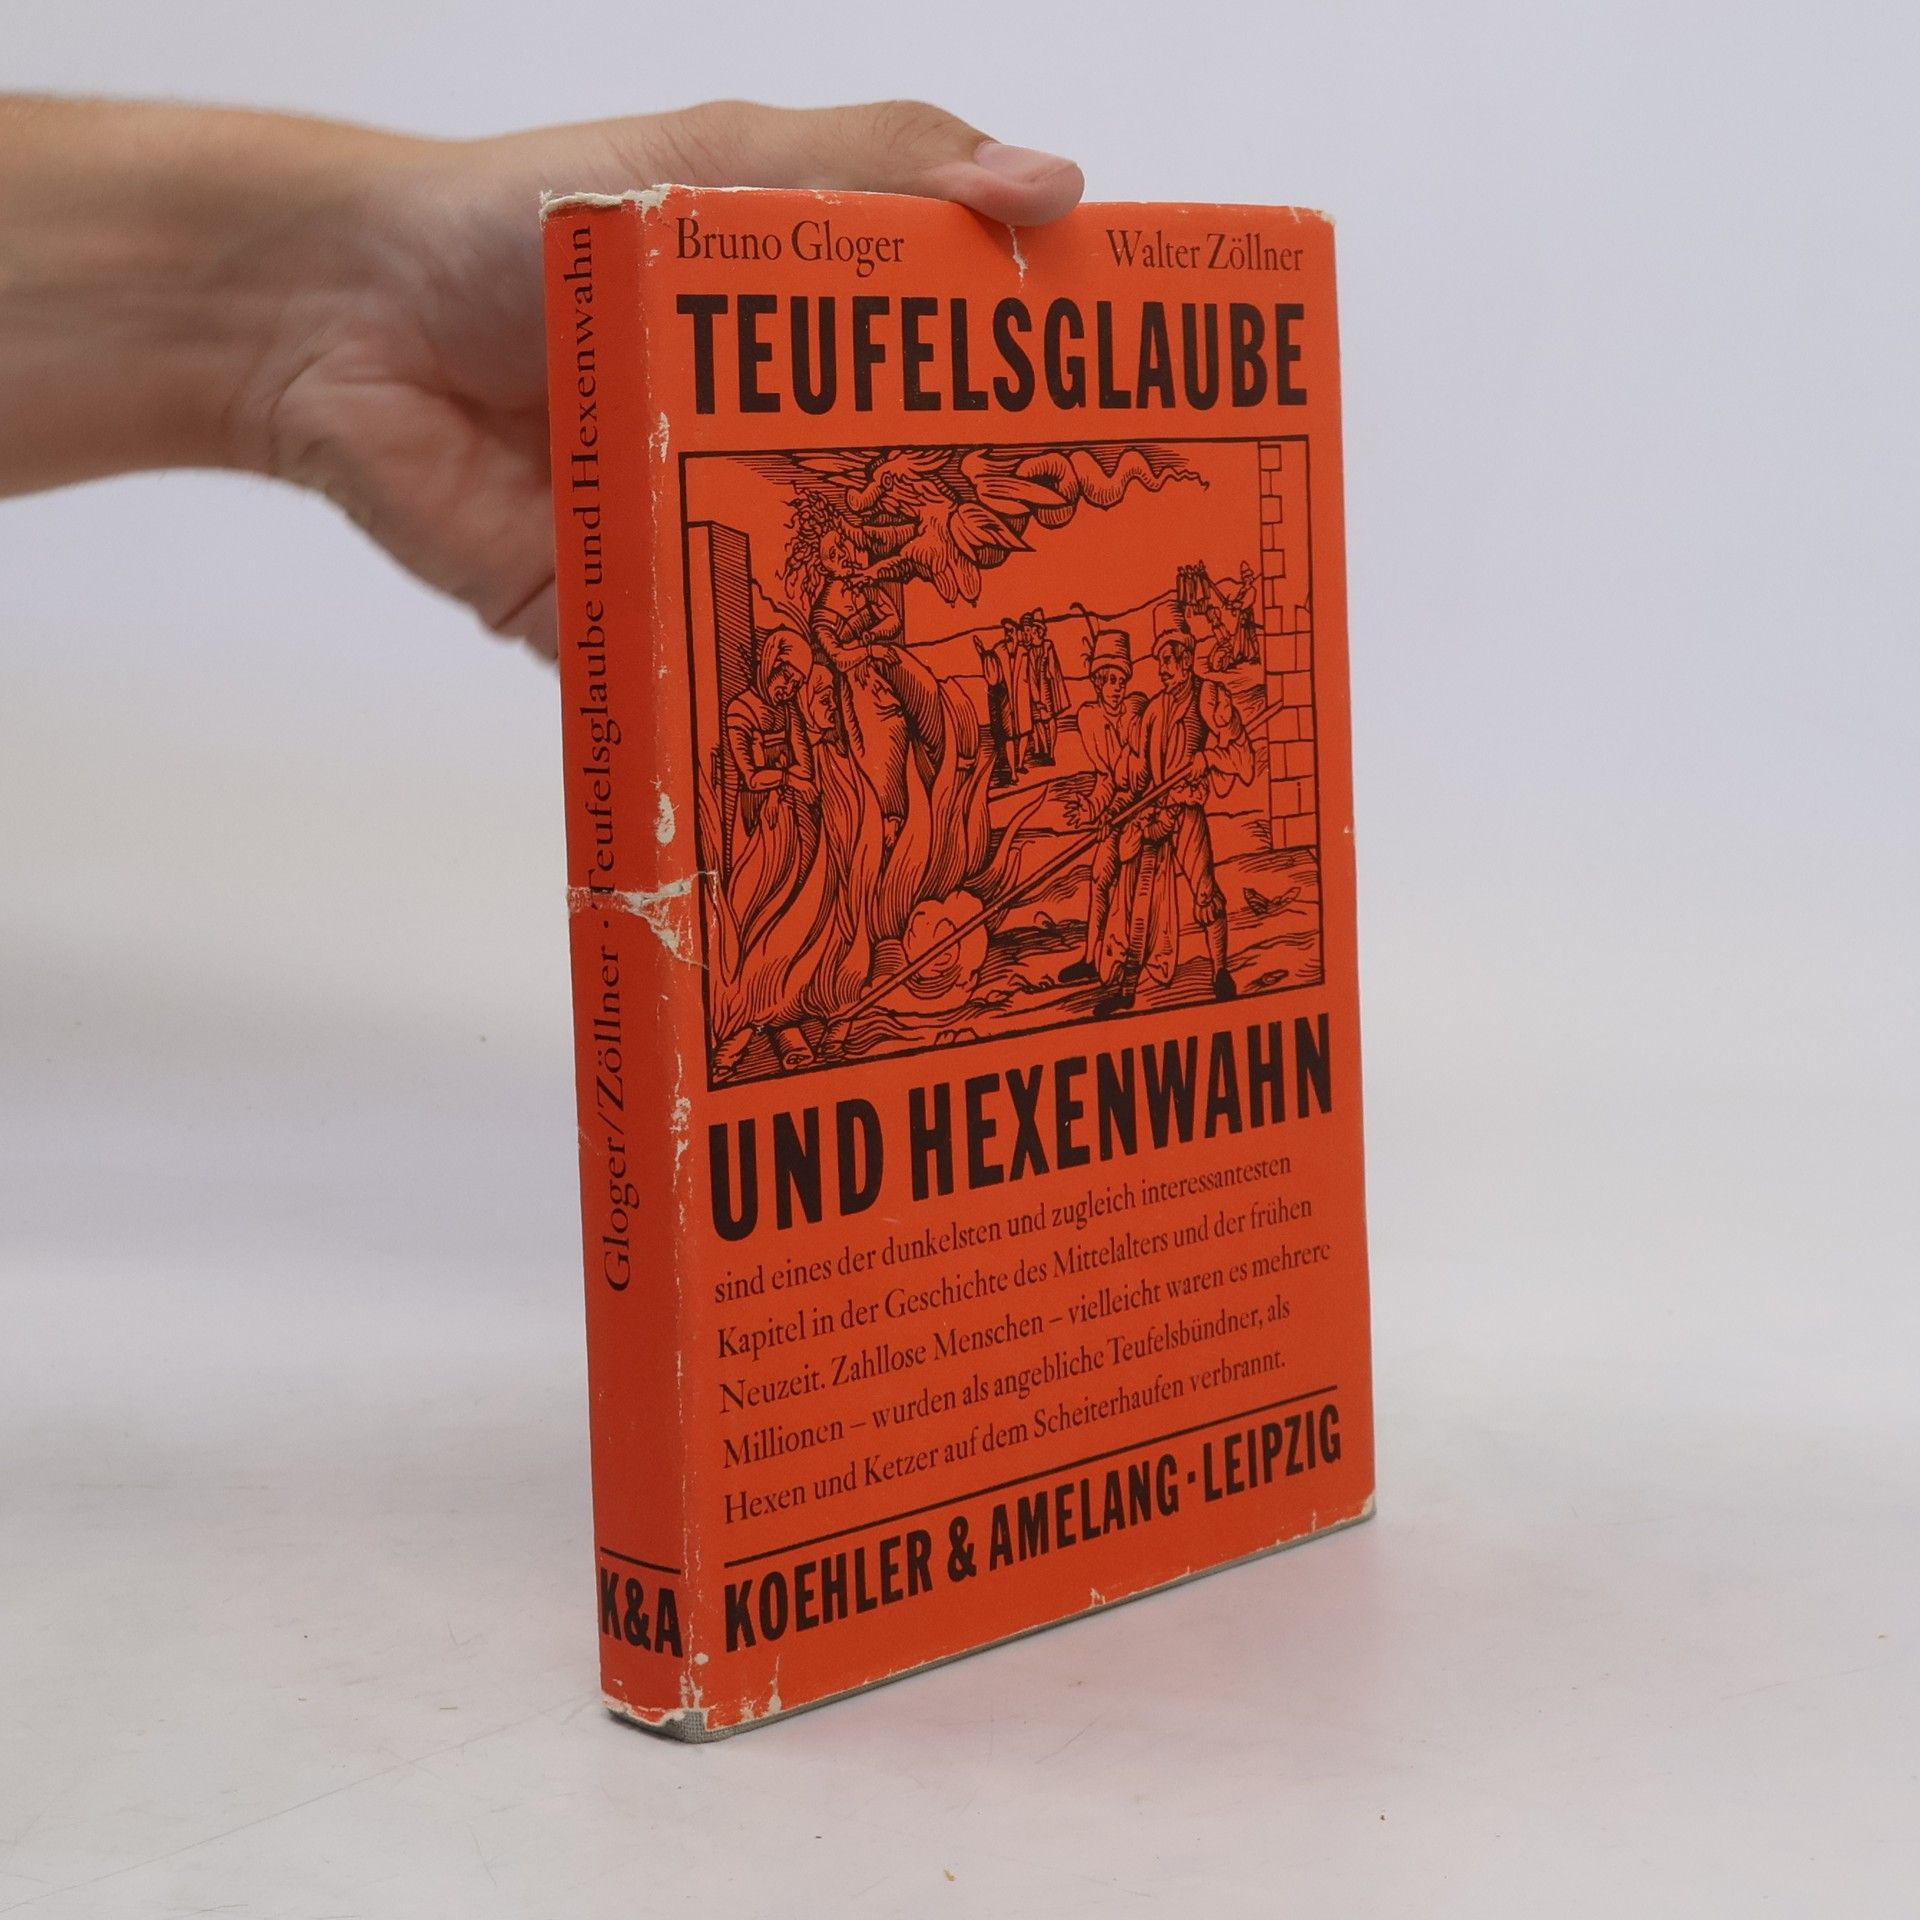 Bruno Gloger
Walter Zöllner
TEUFELSGLAUBE
UND HEXENWAHN
sind eines der dunkelsten und zugleich interessantesten
Kapitel in der Geschichte des Mittelalters und der frühen
Neuzeit. Zahllose Menschen – vielleicht waren es mehrere
Millionen – wurden als angebliche Teufelsbündner, als
Hexen und Ketzer auf dem Scheiterhaufen verbrannt.
KOEHLER & AMELANG · LEIPZIG
Gloger/Zöllner · Teufelsglaube und Hexenwahn
K&A